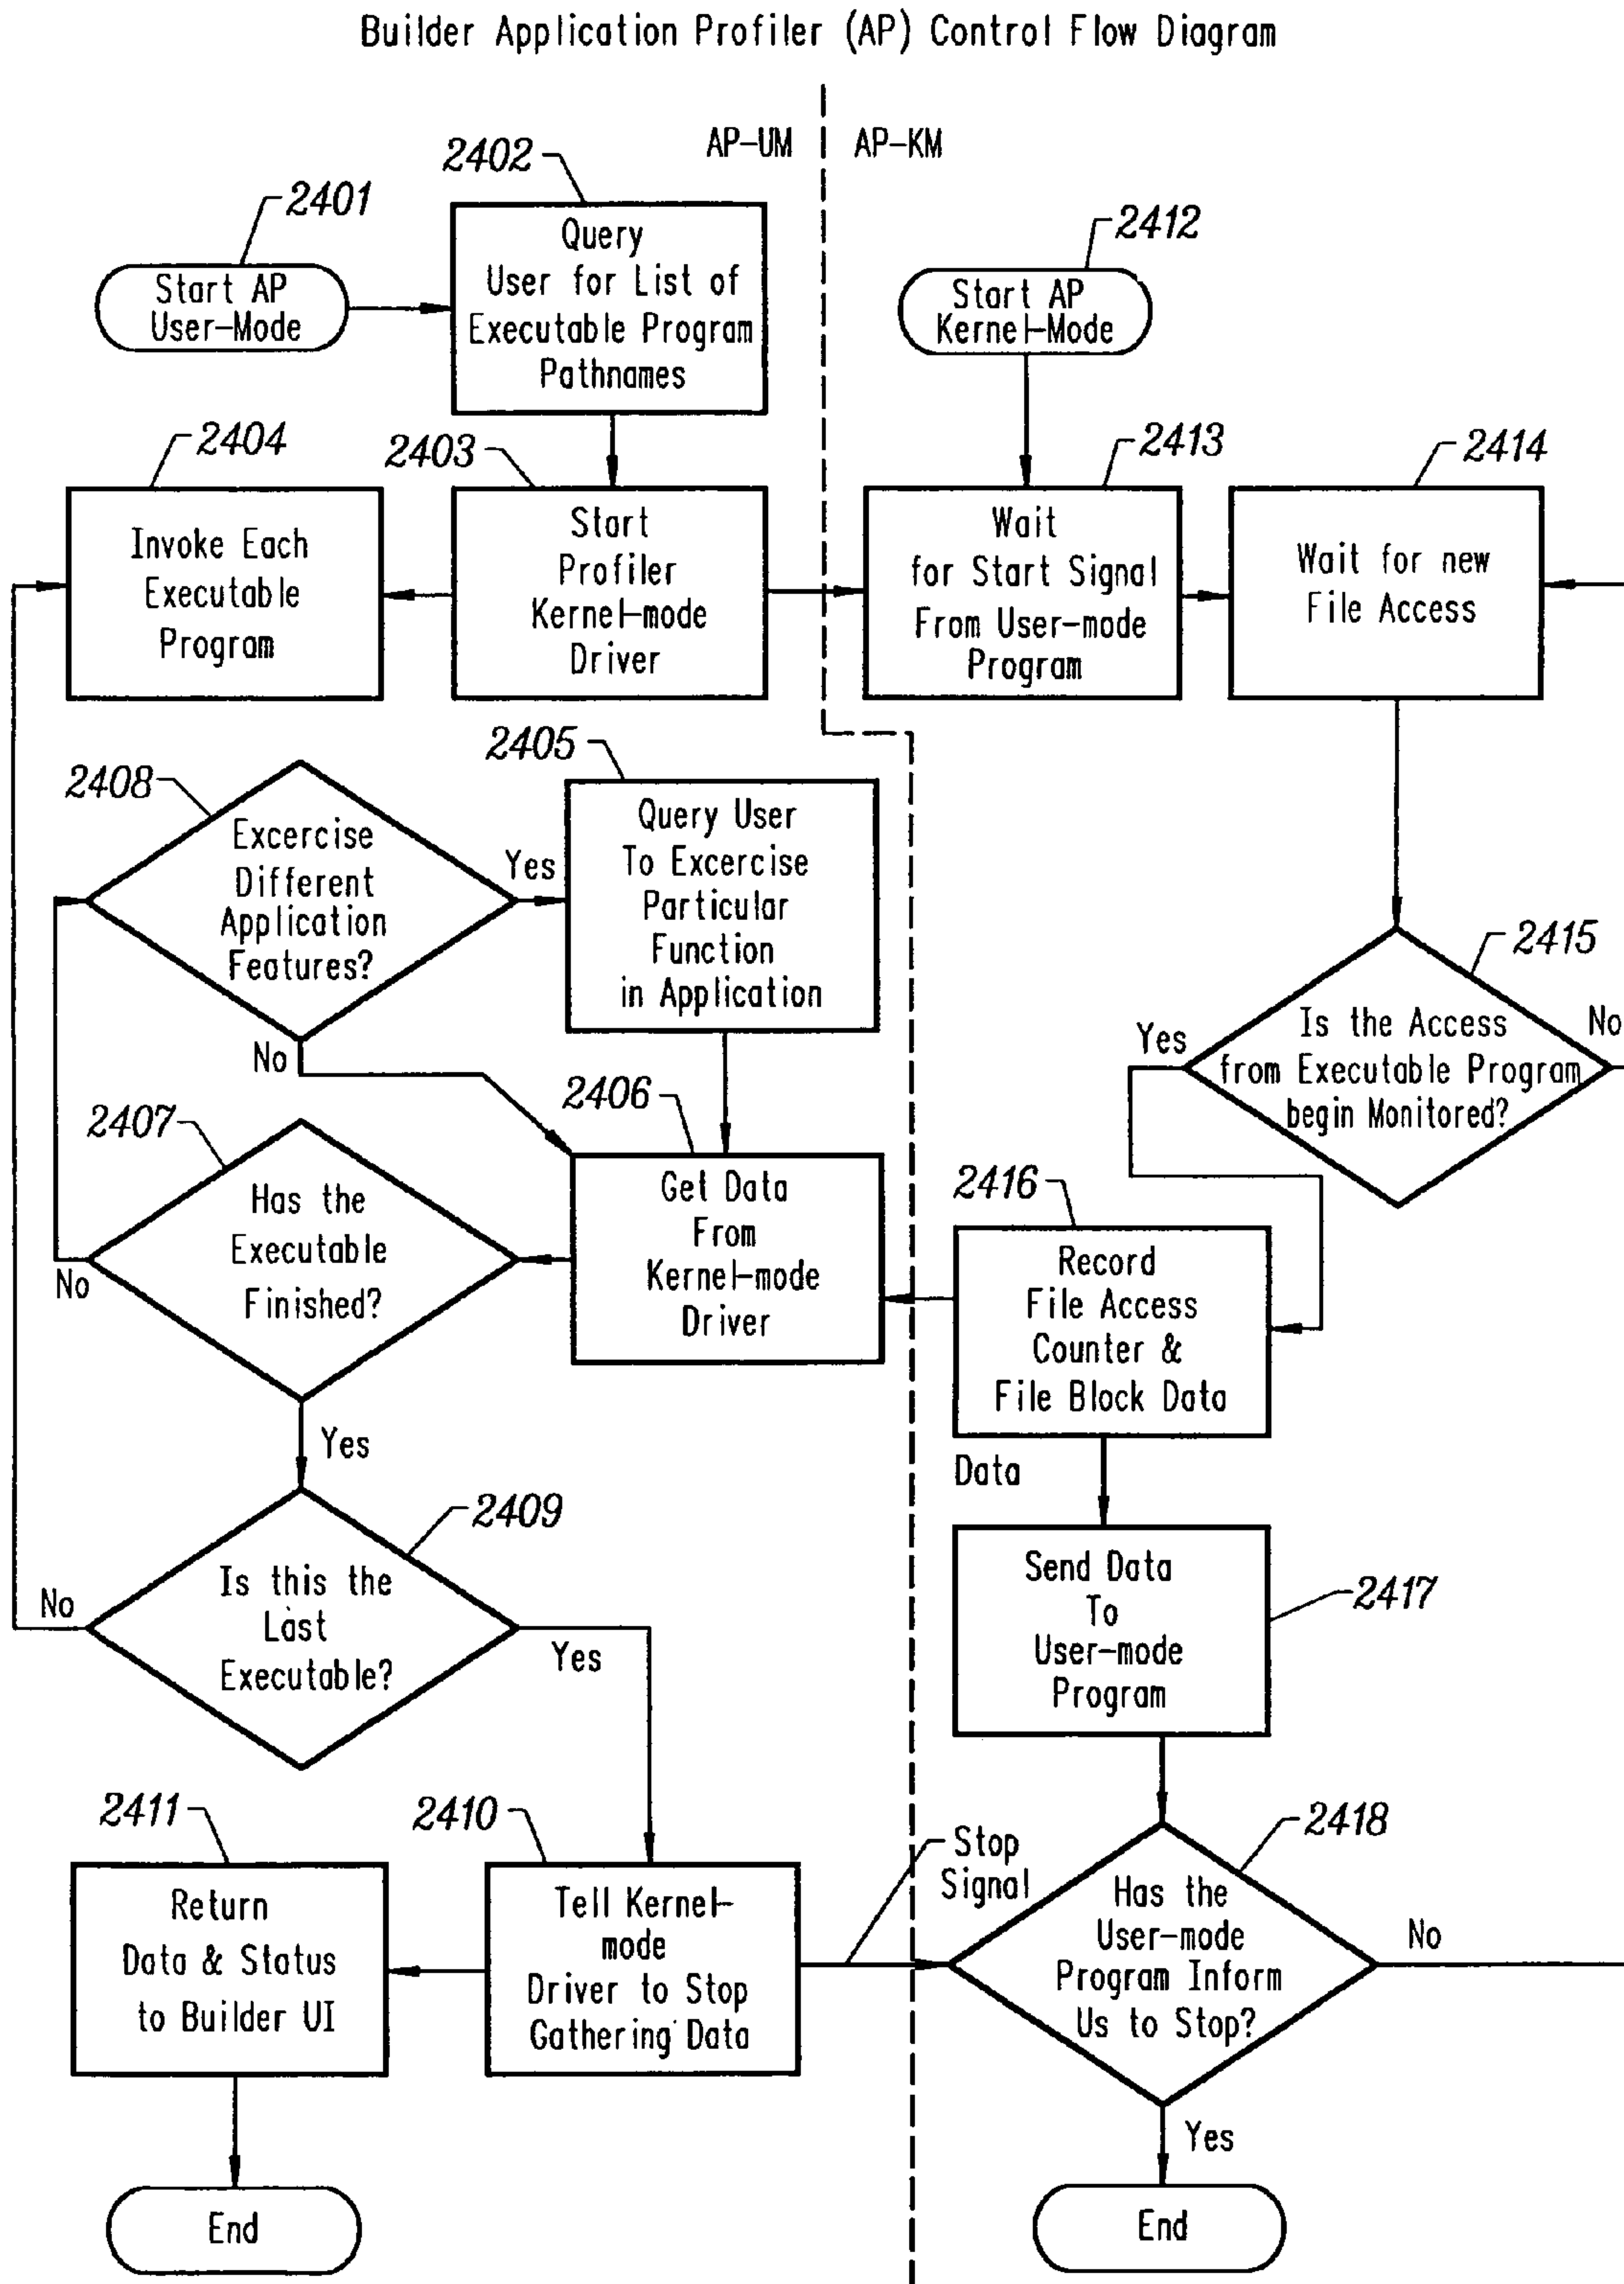 Builder Application Profiler (AP) Control Flow Diagram
AP-UM
AP-KM
2401
Start AP
User-Mode
2402
Query
User for List of
Executable Program
Pathnames
2412
Start AP
Kernel-Mode
2404
Invoke Each
Executable
Program
2403
Start
Profiler
Kernel-mode
Driver
2413
Wait
for Start Signal
From User-mode
Program
2414
Wait for new
File Access
2408
Excercise
Different
Application
Features?
Yes
No
2405
Query User
To Excercise
Particular
Function
in Application
2415
Is the Access
from Executable Program
begin Monitored?
Yes
No
2407
Has the
Executable
Finished?
No
Yes
2406
Get Data
From
Kernel-mode
Driver
2416
Record
File Access
Counter &
File Block Data
Data
2409
Is this the
Last
Executable?
No
Yes
2417
Send Data
To
User-mode
Program
2411
Return
Data & Status
to Builder UI
2410
Tell Kernel-
mode
Driver to Stop
Gathering Data
Stop
Signal
2418
Has the
User-mode
Program Inform
Us to Stop?
No
Yes
End
End